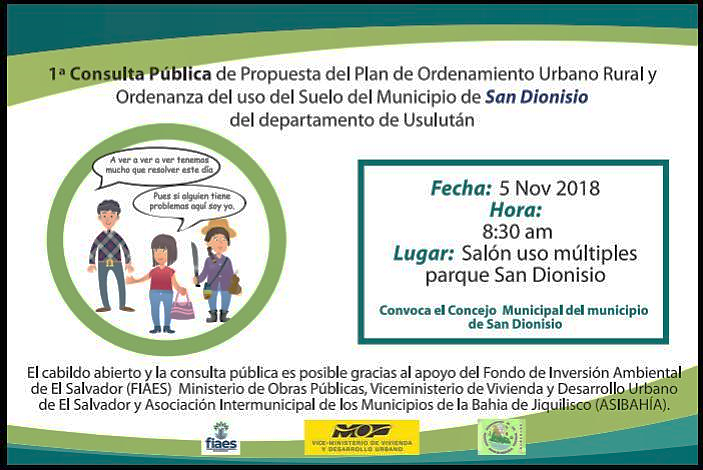 1ª Consulta Pública de Propuesta del Plan de Ordenamiento Urbano Rural y
Ordenanza del uso del Suelo del Municipio de San Dionisio
del departamento de Usulután
A ver a ver a ver tenemos
mucho que resolver este día
Pues si alguien tiene
problemas aquí soy yo.
Fecha: 5 Nov 2018
Hora:
8:30 am
Lugar: Salón uso múltiples
parque San Dionisio
Convoca el Concejo Municipal del municipio
de San Dionisio
El cabildo abierto y la consulta pública es posible gracias al apoyo del Fondo de Inversión Ambiental
de El Salvador (FIAES) Ministerio de Obras Públicas, Viceministerio de Vivienda y Desarrollo Urbano
de El Salvador y Asociación Intermunicipal de los Municipios de la Bahia de Jiquilisco (ASIBAHÍA).
fiaes
MOP
VICE-MINISTERIO DE VIVIENDA
Y DESARROLLO URBANO